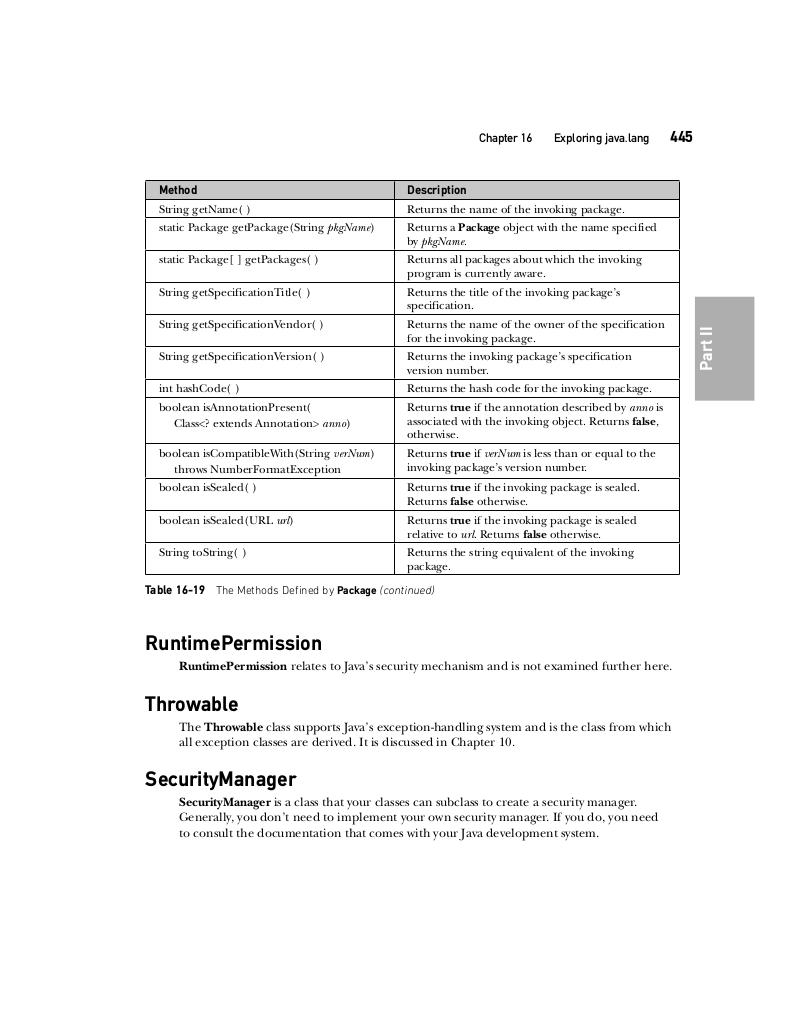 Chapter 16 Exploring java.lang 445
Method Description
String getName( ) Returns the name of the invoking package.
static Package getPackage(String pkgName) Returns a Package object with the name specified
by pkgName.
static Package[ ] getPackages( ) Returns all packages about which the invoking
program is currently aware.
String getSpecificationTitle( ) Returns the title of the invoking package's
specification.
String getSpecificationVendor( ) Returns the name of the owner of the specification
for the invoking package.
String getSpecificationVersion( ) Returns the invoking package's specification
version number.
int hashCode( ) Returns the hash code for the invoking package.
boolean isAnnotationPresent( Returns true if the annotation described by anno is
Class<? extends Annotation> anno) associated with the invoking object. Returns false,
otherwise.
boolean isCompatibleWith(String verNum) Returns true if verNum is less than or equal to the
throws NumberFormatException invoking package's version number.
boolean isSealed( ) Returns true if the invoking package is sealed.
Returns false otherwise.
boolean isSealed(URL url) Returns true if the invoking package is sealed
relative to url. Returns false otherwise.
String toString( ) Returns the string equivalent of the invoking
package.
Table 16-19 The Methods Defined by Package (continued)
Part II
RuntimePermission
RuntimePermission relates to Java's security mechanism and is not examined further here.
Throwable
The Throwable class supports Java's exception-handling system and is the class from which
all exception classes are derived. It is discussed in Chapter 10.
SecurityManager
SecurityManager is a class that your classes can subclass to create a security manager.
Generally, you don't need to implement your own security manager. If you do, you need
to consult the documentation that comes with your Java development system.